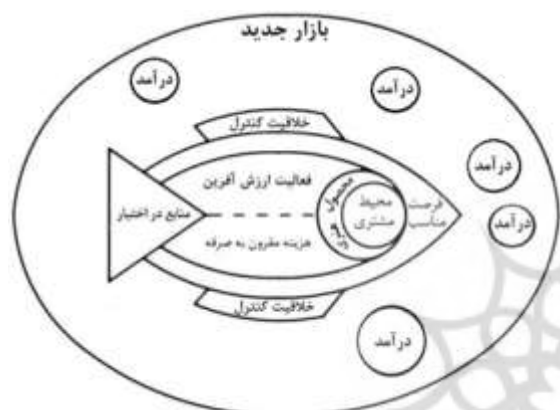 بازار جدید
درآمد
درآمد
خلاقیت کنترل
درآمد
فعالیت ارزش آفرین
محصول
محیط
مشتری
فرصت
مناسب
منابع در اختیار
درآمد
هزینه مقرون به صرفه
خلاقیت کنترل
درآمد